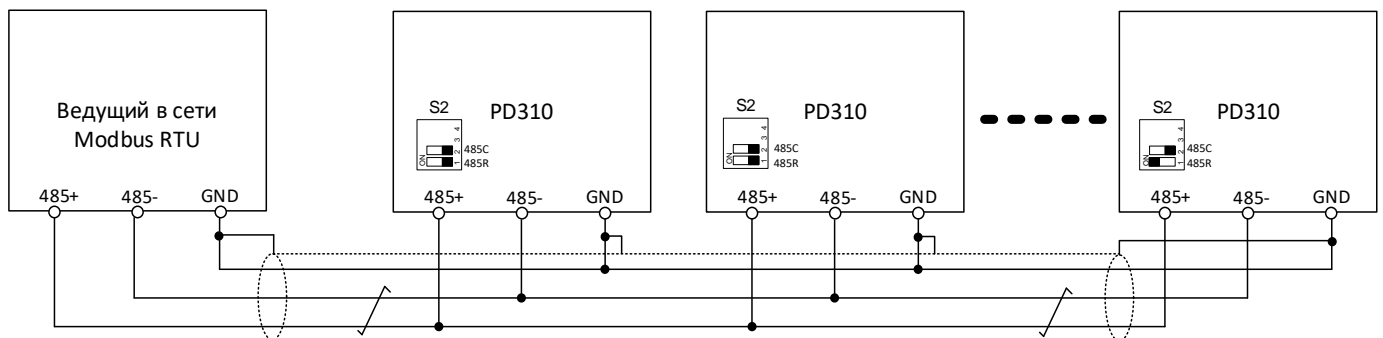 Ведущий в сети
Modbus RTU
485+
485-
GND
S2
PD310
4
3
2
1
ON
485C
485R
485+
485-
GND
S2
PD310
4
3
2
1
ON
485C
485R
485+
485-
GND
S2
PD310
4
3
2
1
ON
485C
485R
485+
485-
GND